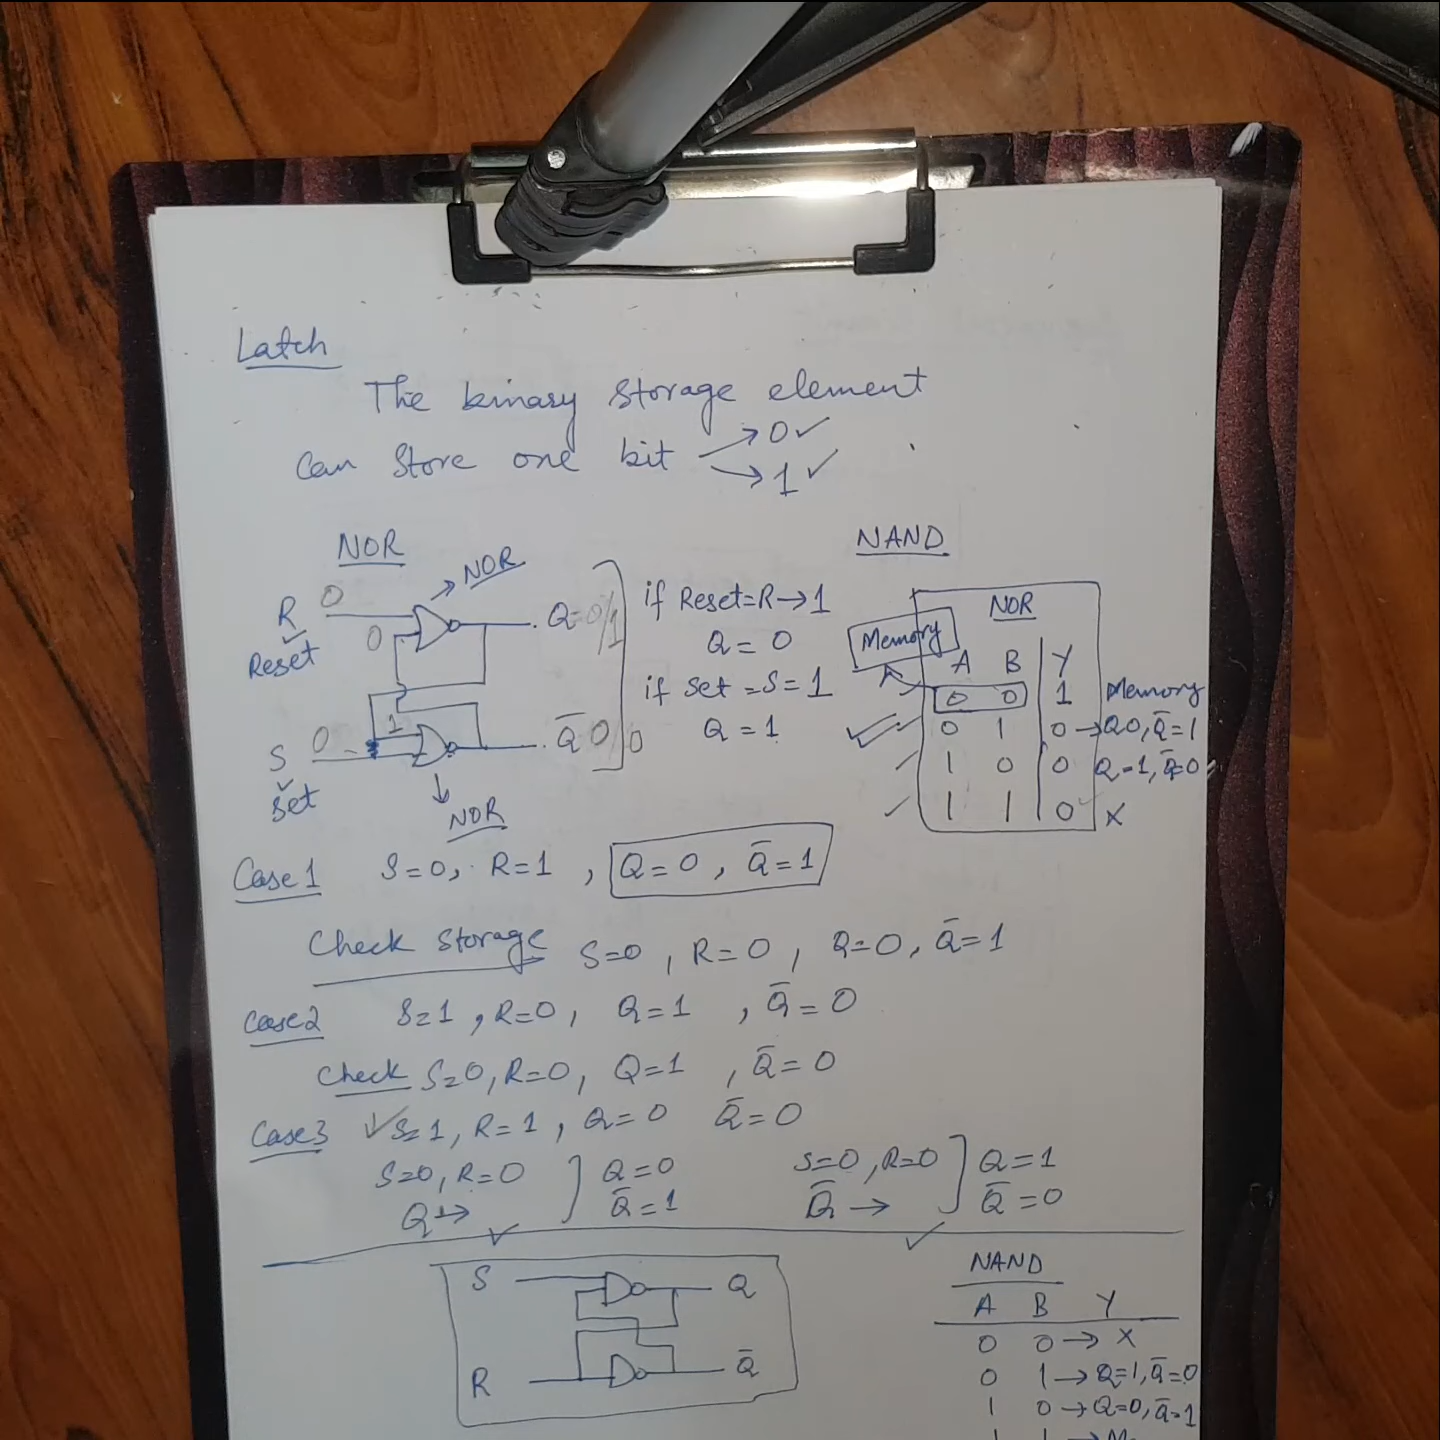 Latch
The binary storage element
Can Store one bit → 0 ✓
→ 1 ✓
NOR
→ NOR
NAND
R 0
Reset
0
Q=0/1
if Reset=R→1
Q = 0
if Set =S=1
Q = 1
S 0
Set
1
Q̅ 0/0
NOR
Memory
NOR
A B Y
0 0 1 Memory
0 1 0 → Q0, Q̅=1
1 0 0 Q=1, Q̅=0
1 1 0 X
Case 1 S=0, R=1, Q=0, Q̅=1
Check Storage S=0, R=0, Q=0, Q̅=1
Case2 S=1, R=0, Q=1, Q̅=0
Check S=0, R=0, Q=1, Q̅=0
Case3 ✓ S=1, R=1, Q=0 Q̅=0
S=0, R=0 ] Q=0
Q → Q̅=1
S=0, R=0 ] Q=1
Q̅ → Q̅=0
S Q
R Q̅
NAND
A B Y
0 0 → X
0 1 → Q=1, Q̅=0
1 0 → Q=0, Q̅=1
1 1 →